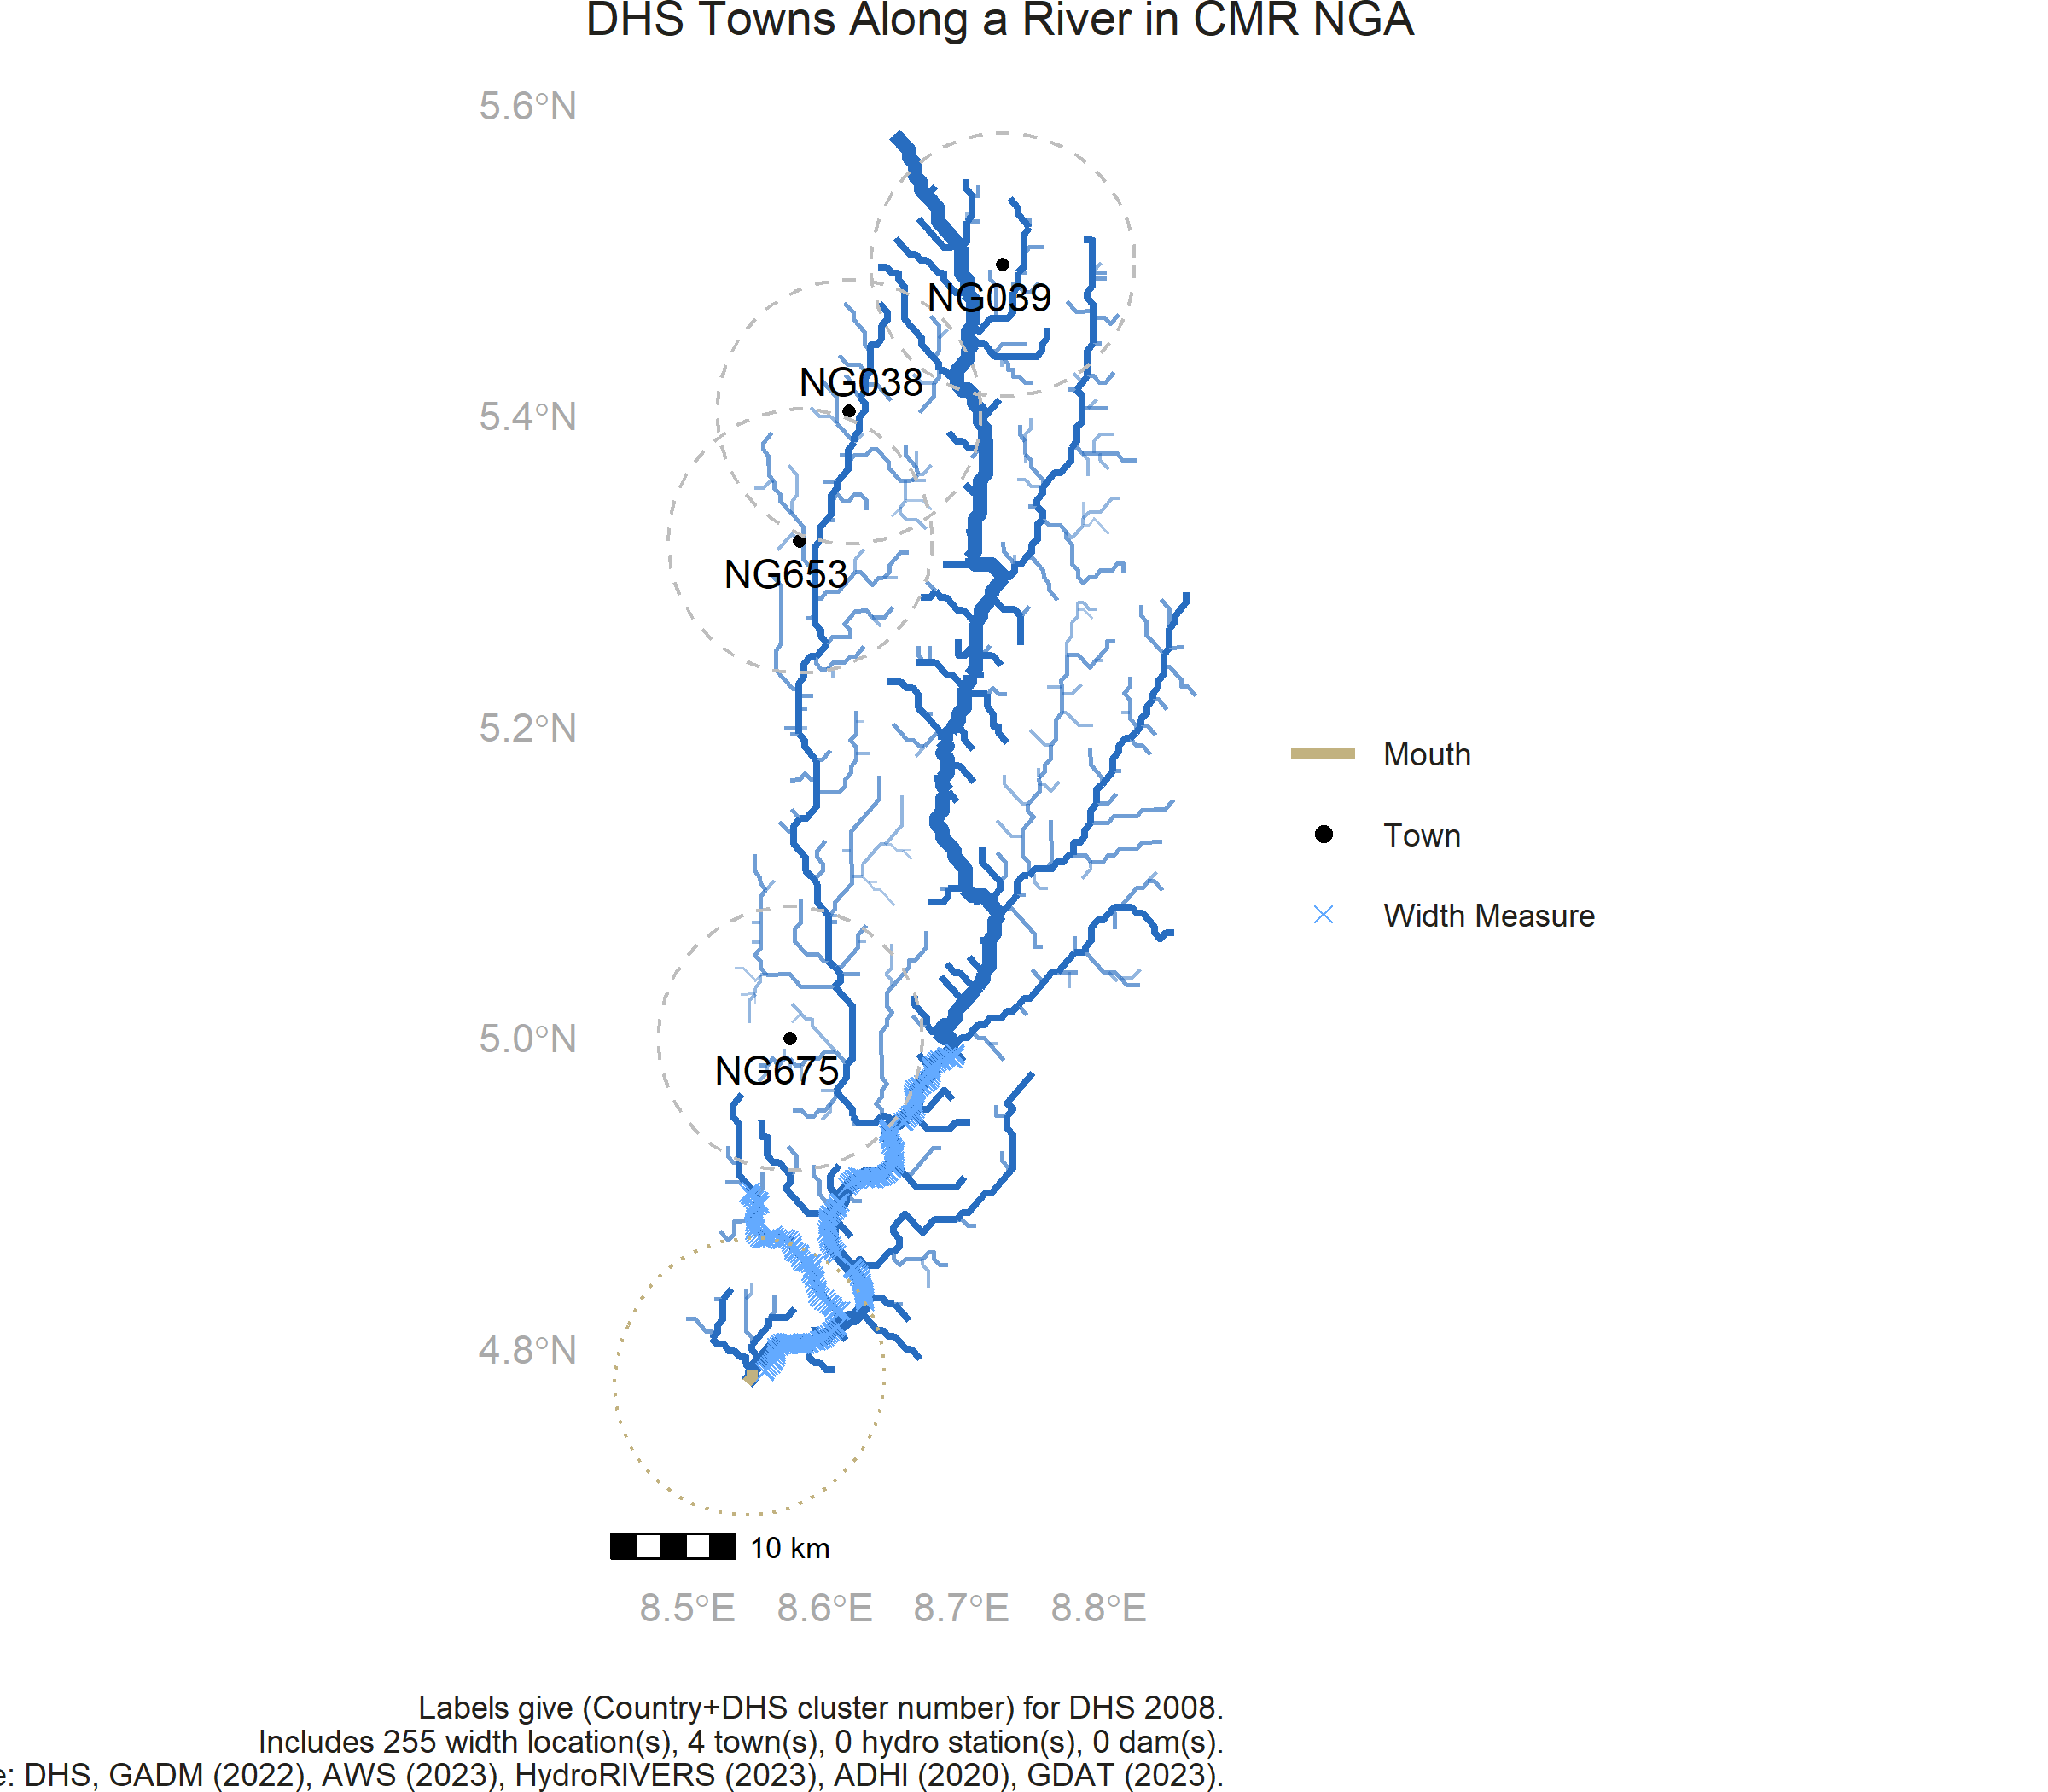 DHS Towns Along a River in CMR NGA
5.6°N
5.4°N
5.2°N
5.0°N
4.8°N
NG039
NG038
NG653
NG675
Mouth
Town
Width Measure
10 km
8.5°E 8.6°E 8.7°E 8.8°E
Labels give (Country+DHS cluster number) for DHS 2008.
Includes 255 width location(s), 4 town(s), 0 hydro station(s), 0 dam(s).
e: DHS, GADM (2022), AWS (2023), HydroRIVERS (2023), ADHI (2020), GDAT (2023).